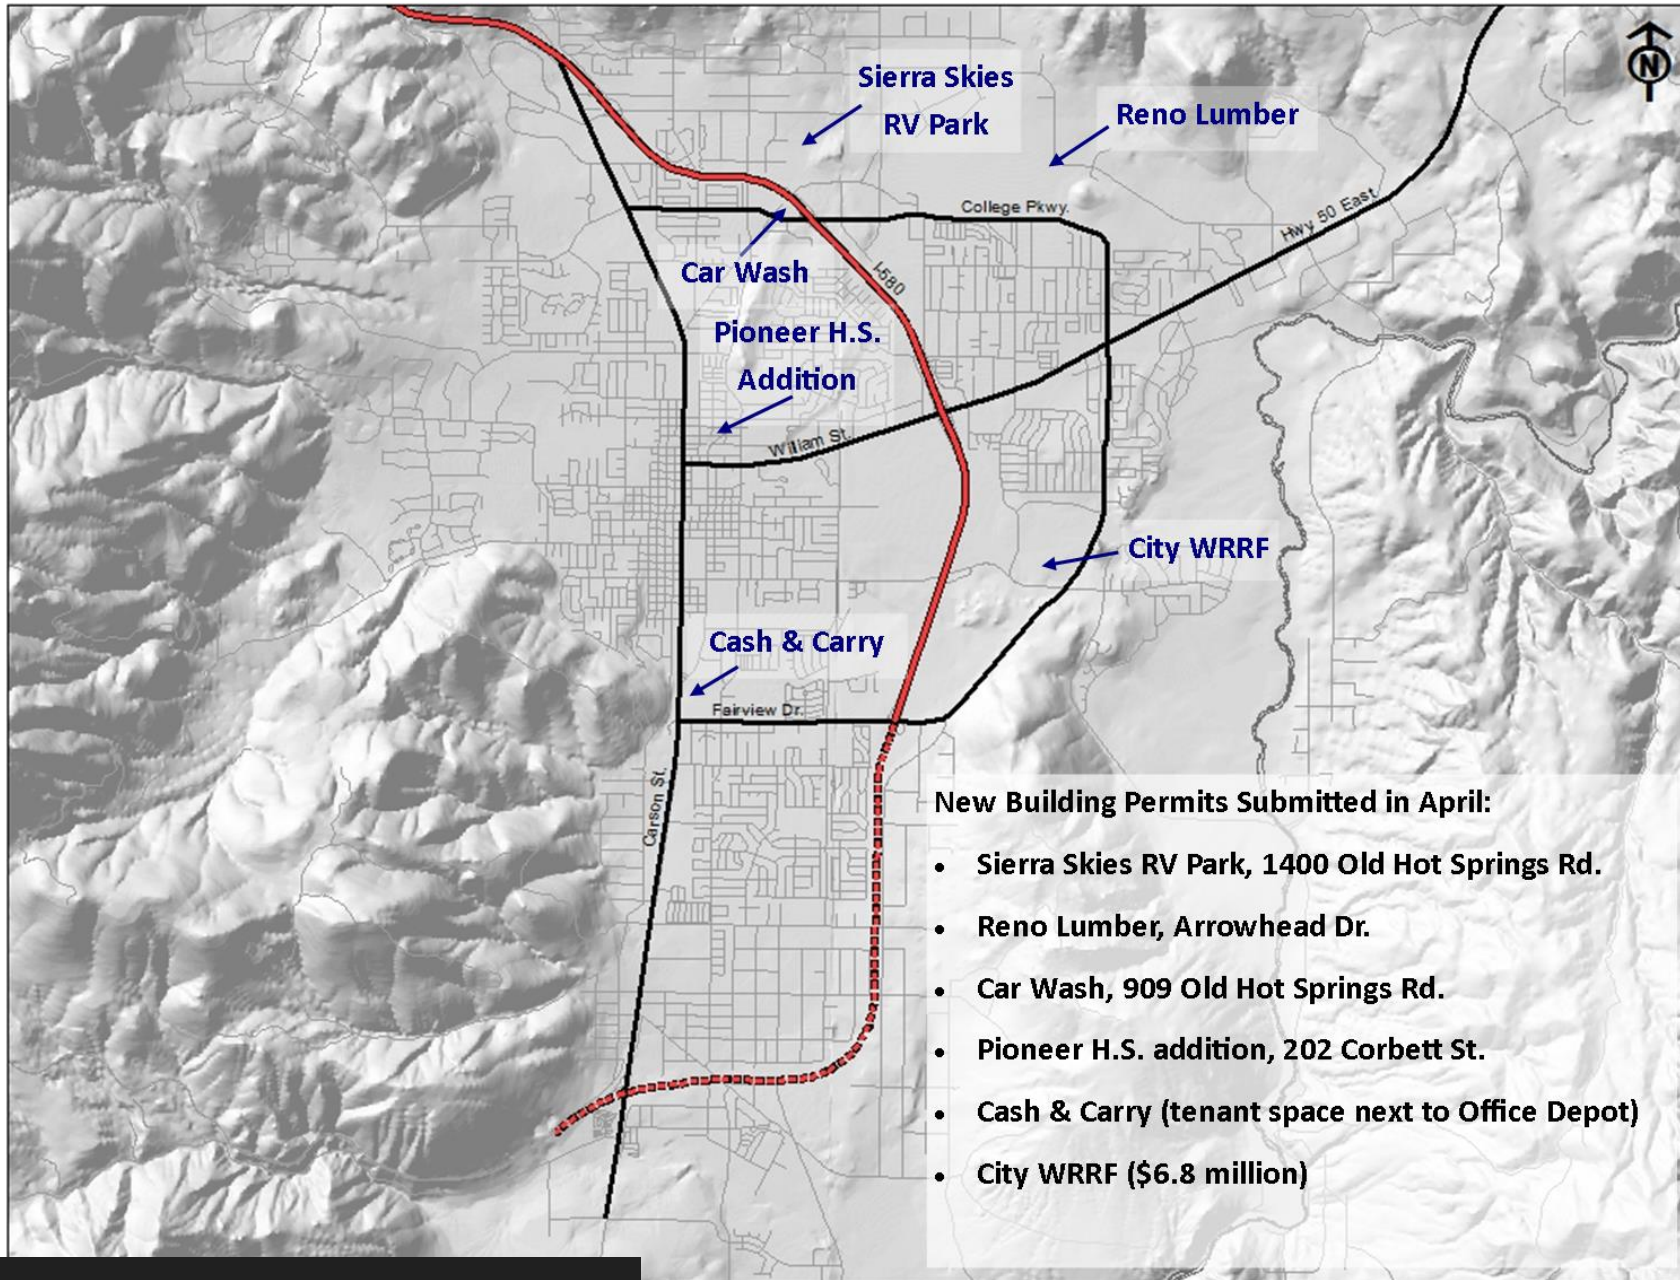 N
Sierra Skies
RV Park
Reno Lumber
College Pkwy.
Hwy 50 East
Car Wash
I-580
Pioneer H.S.
Addition
William St.
City WRRF
Cash & Carry
Fairview Dr.
Carson St.
New Building Permits Submitted in April:
• Sierra Skies RV Park, 1400 Old Hot Springs Rd.
• Reno Lumber, Arrowhead Dr.
• Car Wash, 909 Old Hot Springs Rd.
• Pioneer H.S. addition, 202 Corbett St.
• Cash & Carry (tenant space next to Office Depot)
• City WRRF ($6.8 million)